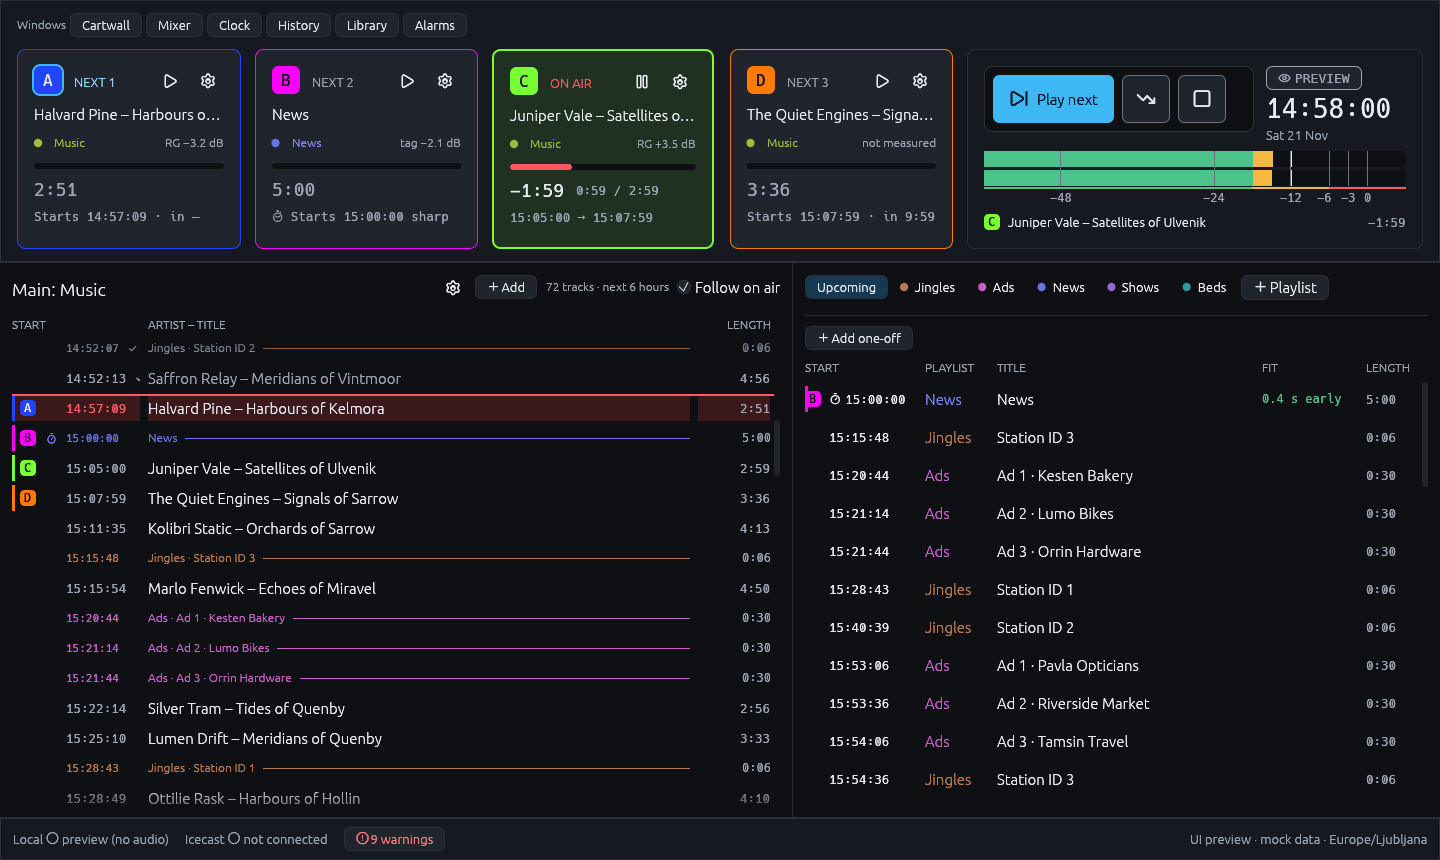 Windows Cartwall Mixer Clock History Library Alarms
A NEXT 1
Halvard Pine – Harbours o...
Music RG −3.2 dB
2:51
Starts 14:57:09 · in —
B NEXT 2
News
News tag −2.1 dB
5:00
Starts 15:00:00 sharp
C ON AIR
Juniper Vale – Satellites o...
Music RG +3.5 dB
−1:59 0:59 / 2:59
15:05:00 → 15:07:59
D NEXT 3
The Quiet Engines – Signa...
Music not measured
3:36
Starts 15:07:59 · in 9:59
Play next
PREVIEW
14:58:00
Sat 21 Nov
−48 −24 −12 −6 −3 0
C Juniper Vale – Satellites of Ulvenik −1:59
Main: Music + Add 72 tracks · next 6 hours Follow on air
START ARTIST – TITLE LENGTH
14:52:07 Jingles · Station ID 2 0:06
14:52:13 Saffron Relay – Meridians of Vintmoor 4:56
A 14:57:09 Halvard Pine – Harbours of Kelmora 2:51
B 15:00:00 News 5:00
C 15:05:00 Juniper Vale – Satellites of Ulvenik 2:59
D 15:07:59 The Quiet Engines – Signals of Sarrow 3:36
15:11:35 Kolibri Static – Orchards of Sarrow 4:13
15:15:48 Jingles · Station ID 3 0:06
15:15:54 Marlo Fenwick – Echoes of Miravel 4:50
15:20:44 Ads · Ad 1 · Kesten Bakery 0:30
15:21:14 Ads · Ad 2 · Lumo Bikes 0:30
15:21:44 Ads · Ad 3 · Orrin Hardware 0:30
15:22:14 Silver Tram – Tides of Quenby 2:56
15:25:10 Lumen Drift – Meridians of Quenby 3:33
15:28:43 Jingles · Station ID 1 0:06
15:28:49 Ottilie Rask – Harbours of Hollin 4:10
Upcoming Jingles Ads News Shows Beds + Playlist
+ Add one-off
START PLAYLIST TITLE FIT LENGTH
B 15:00:00 News News 0.4 s early 5:00
15:15:48 Jingles Station ID 3 0:06
15:20:44 Ads Ad 1 · Kesten Bakery 0:30
15:21:14 Ads Ad 2 · Lumo Bikes 0:30
15:21:44 Ads Ad 3 · Orrin Hardware 0:30
15:28:43 Jingles Station ID 1 0:06
15:40:39 Jingles Station ID 2 0:06
15:53:06 Ads Ad 1 · Pavla Opticians 0:30
15:53:36 Ads Ad 2 · Riverside Market 0:30
15:54:06 Ads Ad 3 · Tamsin Travel 0:30
15:54:36 Jingles Station ID 3 0:06
Local preview (no audio) Icecast not connected 9 warnings UI preview · mock data · Europe/Ljubljana